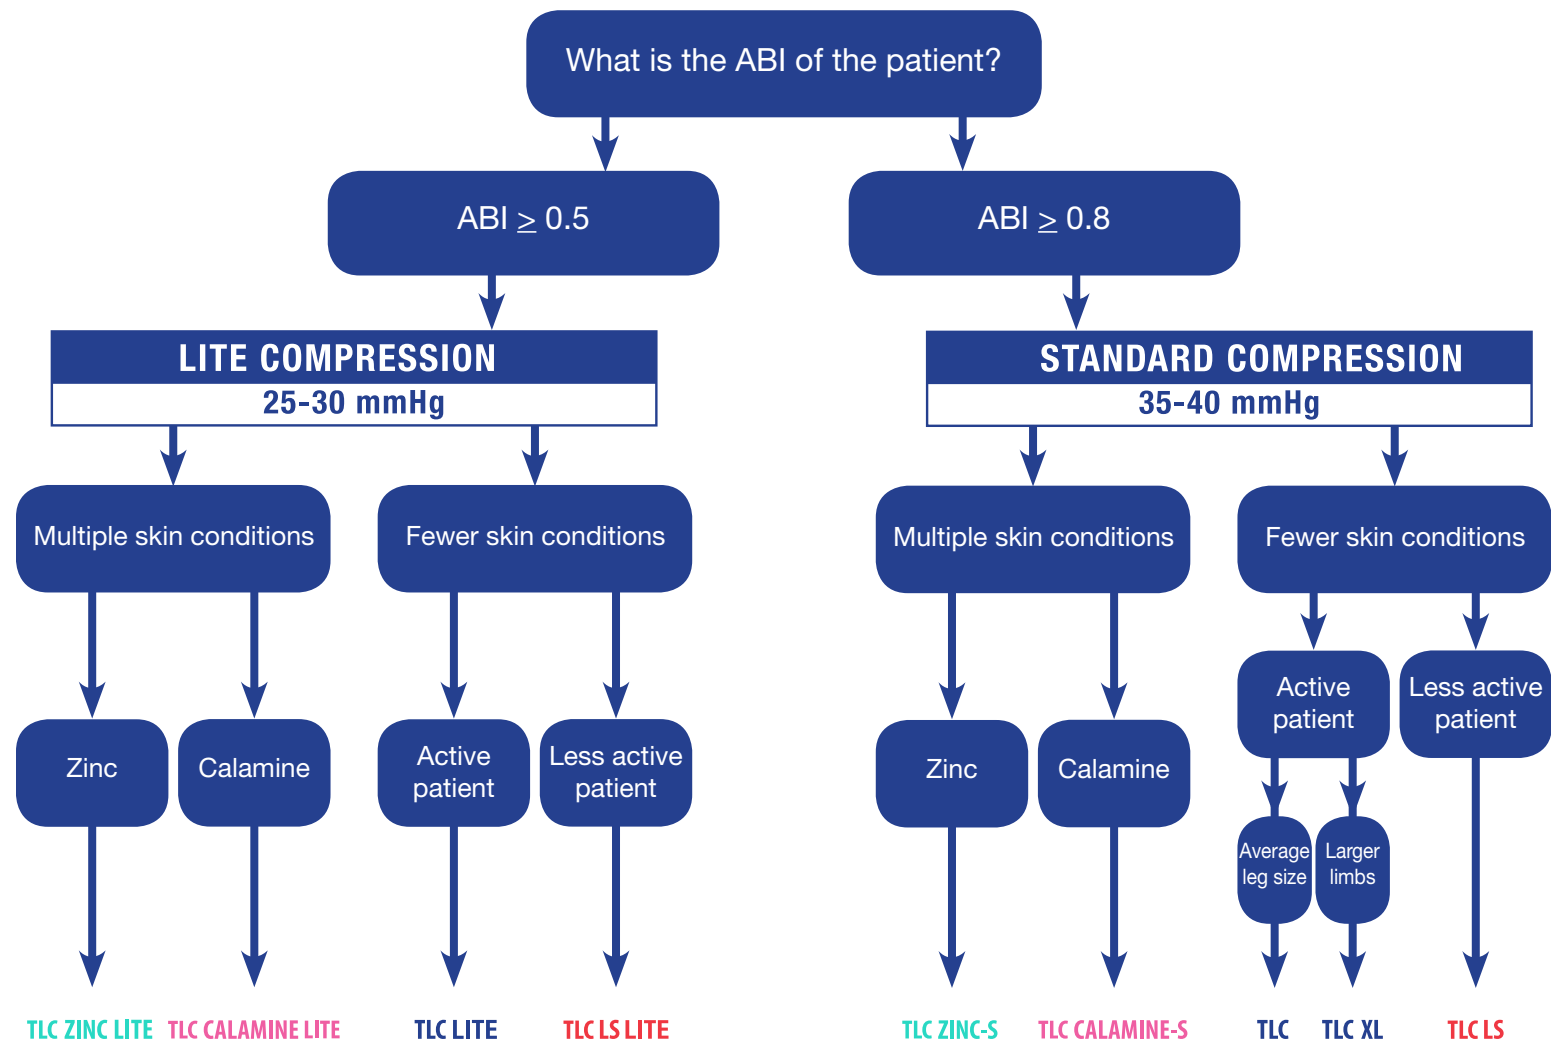 What is the ABI of the patient?
ABI ≥ 0.5
ABI ≥ 0.8
LITE COMPRESSION
25-30 mmHg
STANDARD COMPRESSION
35-40 mmHg
Multiple skin conditions
Fewer skin conditions
Multiple skin conditions
Fewer skin conditions
Zinc
Calamine
Active
patient
Less active
patient
Zinc
Calamine
Active
patient
Less active
patient
Average
leg size
Larger
limbs
TLC ZINC LITE
TLC CALAMINE LITE
TLC LITE
TLC LS LITE
TLC ZINC-S
TLC CALAMINE-S
TLC
TLC XL
TLC LS